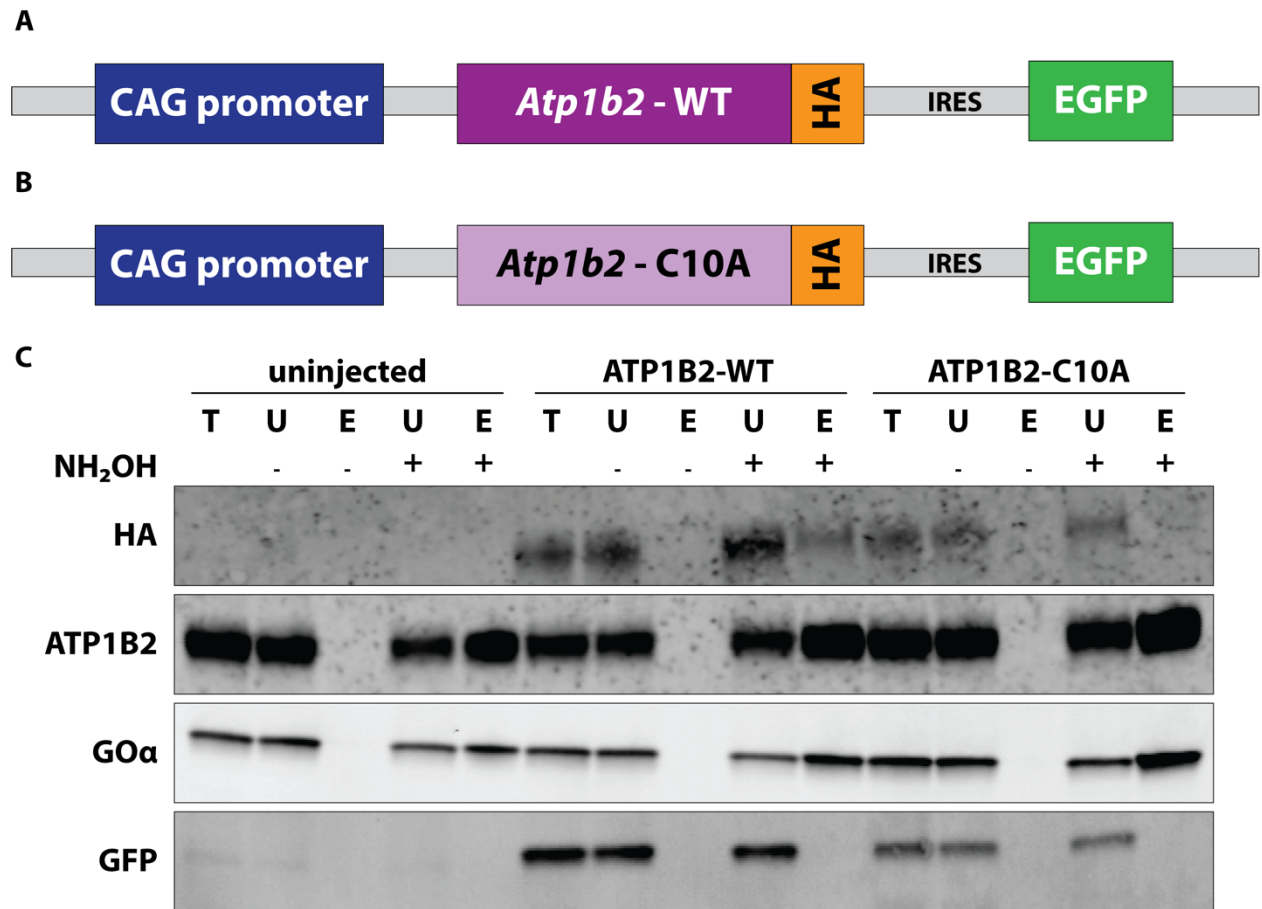 A
CAG promoter Atp1b2 - WT HA IRES EGFP
B
CAG promoter Atp1b2 - C10A HA IRES EGFP
C
uninjected ATP1B2-WT ATP1B2-C10A
T U E U E T U E U E T U E U E
NH₂OH - - + + - - + + - - + +
HA
ATP1B2
GOα
GFP